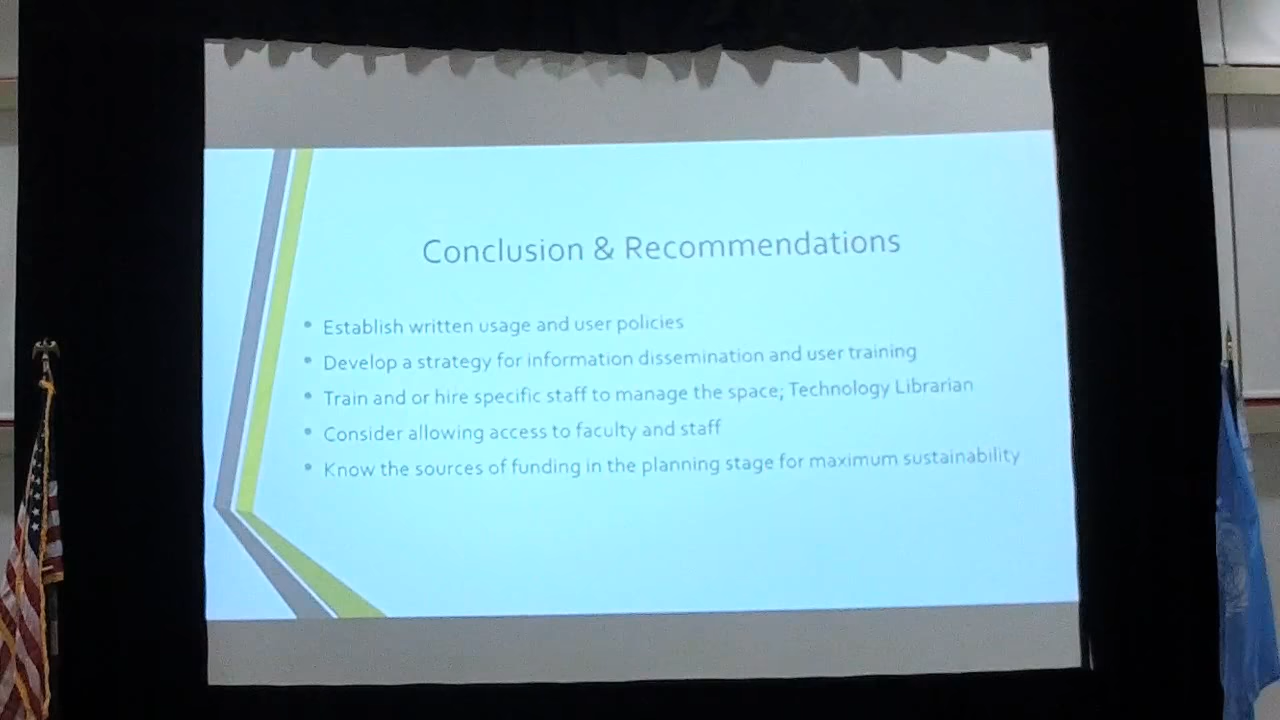 Conclusion & Recommendations
• Establish written usage and user policies
• Develop a strategy for information dissemination and user training
• Train and or hire specific staff to manage the space; Technology Librarian
• Consider allowing access to faculty and staff
• Know the sources of funding in the planning stage for maximum sustainability